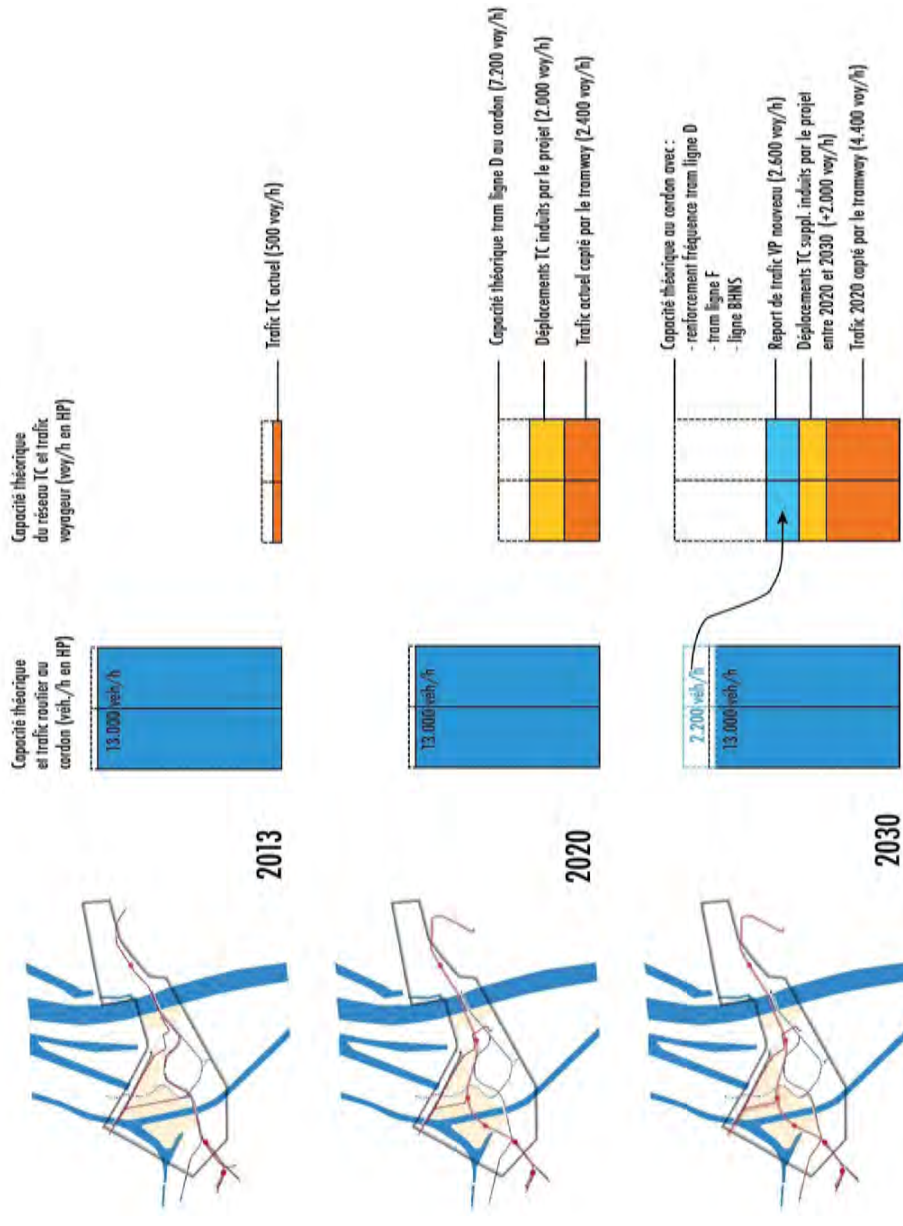 Capacité théorique
et trafic routier au
cordon (véh./h en HP)
Capacité théorique
du réseau TC et trafic
voyageur (voy/h en HP)
2013
13.000 véh/h
Trafic TC actuel (500 voy/h)
2020
13.000 véh/h
Capacité théorique tram ligne D au cordon (7.200 voy/h)
Déplacements TC induits par le projet (2.000 voy/h)
Trafic actuel capté par le tramway (2.400 voy/h)
2030
2.200 véh/h
13.000 véh/h
Capacité théorique au cordon avec :
- renforcement fréquence tram ligne D
- tram ligne F
- ligne BHNS
Report de trafic VP nouveau (2.600 voy/h)
Déplacements TC suppl. induits par le projet
entre 2020 et 2030 (+2.000 voy/h)
Trafic 2020 capté par le tramway (4.400 voy/h)